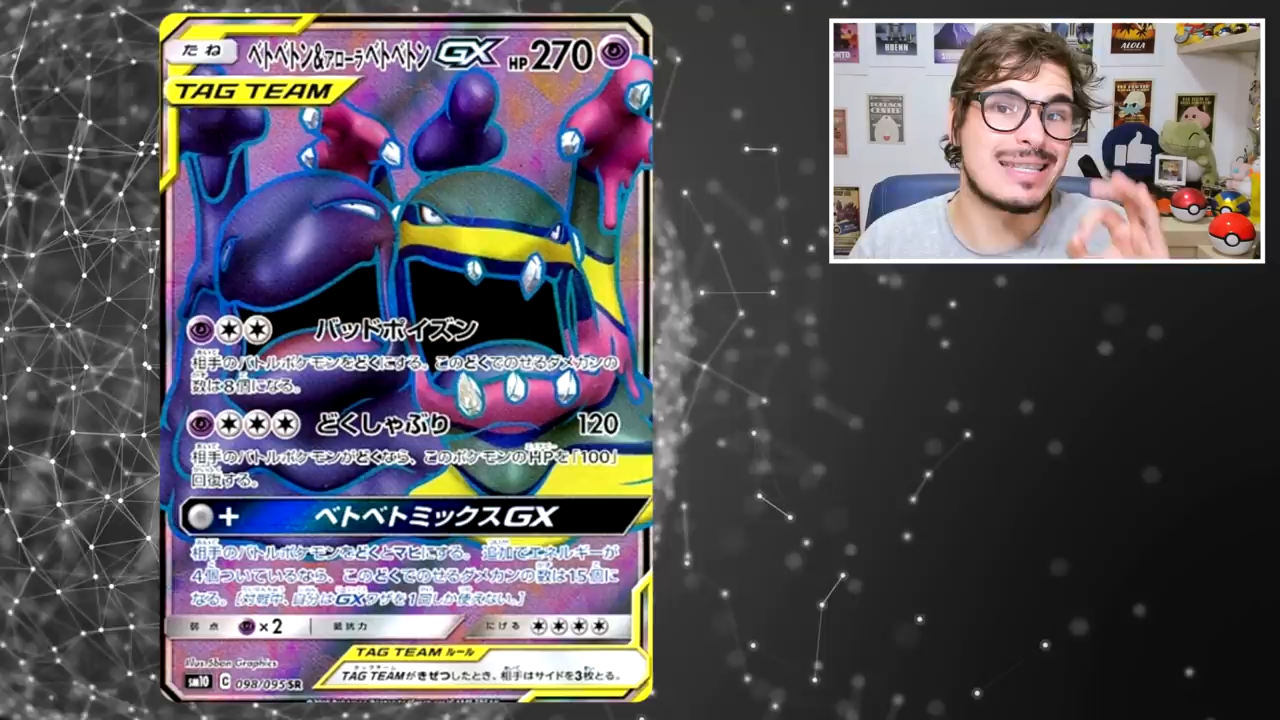 たね ベトベトン&アローラベトベトン GX HP 270
TAG TEAM
バッドポイズン
相手のバトルポケモンをどくにする。このどくでのせるダメカンの
数は8個になる。
どくしゃぶり 120
相手のバトルポケモンがどくなら、このポケモンのHPを「100」
回復する。
+ ベトベトミックスGX
相手のバトルポケモンをどくとマヒにする。追加でエネルギーが
4個ついているなら、このどくでのせるダメカンの数は15個に
なる。[対戦中、自分はGXワザを1回しか使えない。]
弱点 ×2 抵抗力 にげる
TAG TEAM ルール
TAG TEAMがきぜつしたとき、相手はサイドを3枚とる。
Illus.5ban Graphics
sm10 C 098/095 SR
HOENN
ALOLA